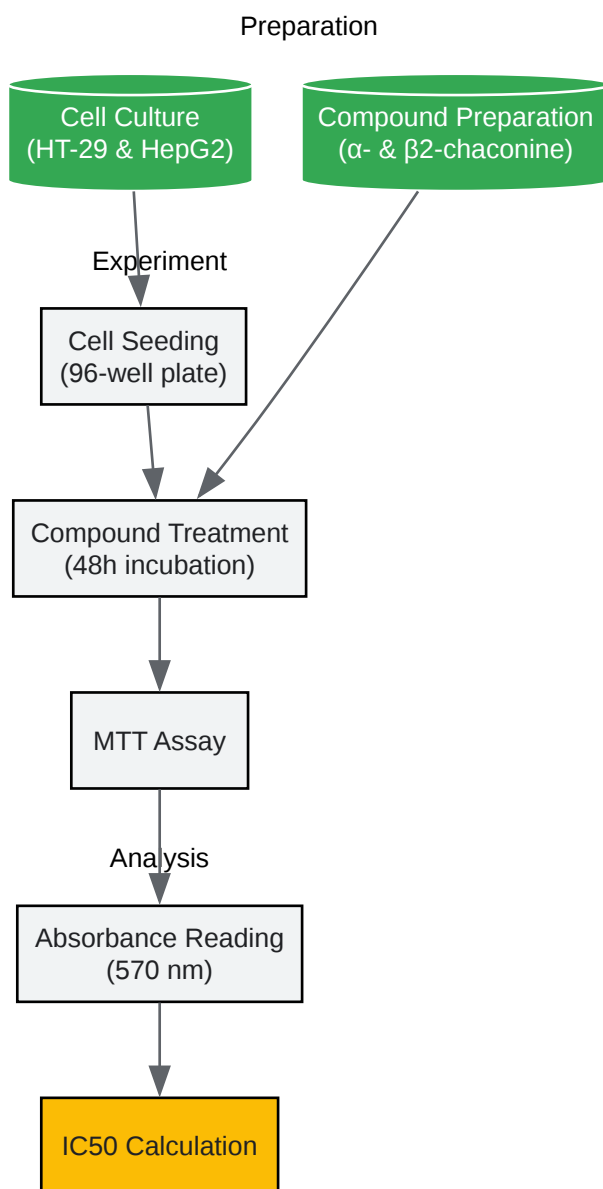 Preparation
Cell Culture
(HT-29 & HepG2)
Compound Preparation
(α- & β2-chaconine)
Experiment
Cell Seeding
(96-well plate)
Compound Treatment
(48h incubation)
MTT Assay
Analysis
Absorbance Reading
(570 nm)
IC50 Calculation